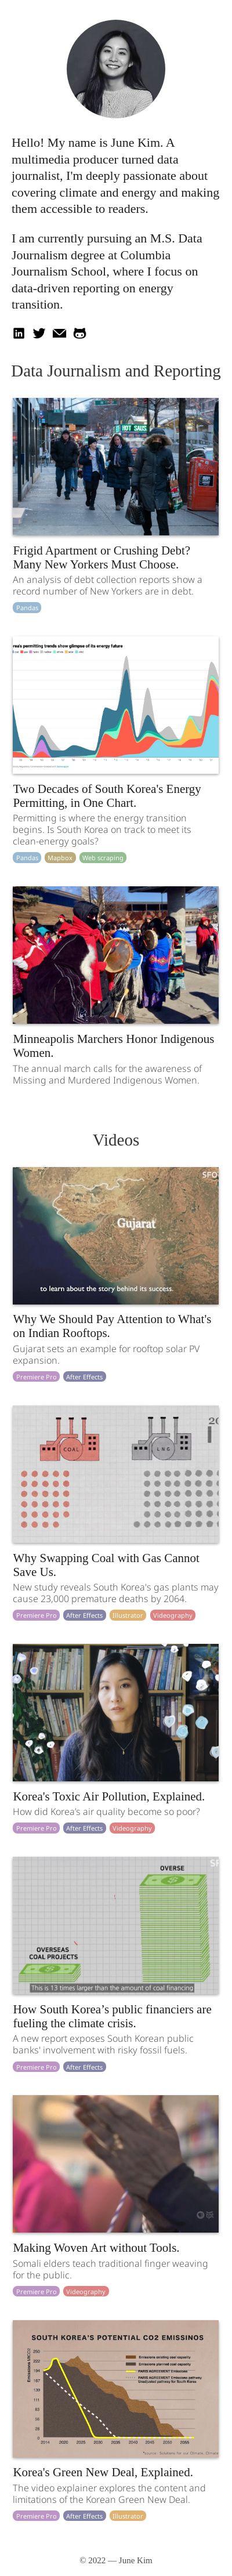 Hello! My name is June Kim. A
multimedia producer turned data
journalist, I'm deeply passionate about
covering climate and energy and making
them accessible to readers.
I am currently pursuing an M.S. Data
Journalism degree at Columbia
Journalism School, where I focus on
data-driven reporting on energy
transition.
Data Journalism and Reporting
HOT SALADS
Frigid Apartment or Crushing Debt?
Many New Yorkers Must Choose.
An analysis of debt collection reports show a
record number of New Yorkers are in debt.
Pandas
rea's permitting trends show glimpse of its energy future
Two Decades of South Korea's Energy
Permitting, in One Chart.
Permitting is where the energy transition
begins. Is South Korea on track to meet its
clean-energy goals?
Pandas Mapbox Web scraping
Minneapolis Marchers Honor Indigenous
Women.
The annual march calls for the awareness of
Missing and Murdered Indigenous Women.
Videos
SFO
Gujarat
to learn about the story behind its success.
Why We Should Pay Attention to What's
on Indian Rooftops.
Gujarat sets an example for rooftop solar PV
expansion.
Premiere Pro After Effects
COAL LNG
Why Swapping Coal with Gas Cannot
Save Us.
New study reveals South Korea's gas plants may
cause 23,000 premature deaths by 2064.
Premiere Pro After Effects Illustrator Videography
Korea's Toxic Air Pollution, Explained.
How did Korea's air quality become so poor?
Premiere Pro After Effects Videography
OVERSE
OVERSEAS
COAL PROJECTS
This is 13 times larger than the amount of coal financing
How South Korea’s public financiers are
fueling the climate crisis.
A new report exposes South Korean public
banks' involvement with risky fossil fuels.
Premiere Pro After Effects
Making Woven Art without Tools.
Somali elders teach traditional finger weaving
for the public.
Premiere Pro Videography
SOUTH KOREA'S POTENTIAL CO2 EMISSINOS
Korea's Green New Deal, Explained.
The video explainer explores the content and
limitations of the Korean Green New Deal.
Premiere Pro After Effects Illustrator
© 2022 — June Kim